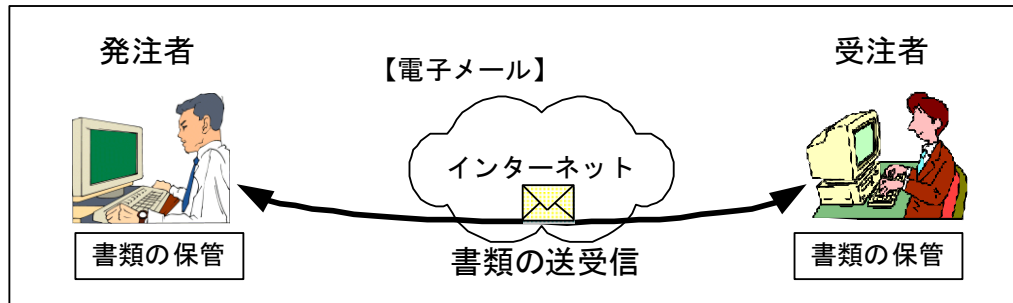 発注者
受注者
【電子メール】
インターネット
書類の送受信
書類の保管
書類の保管